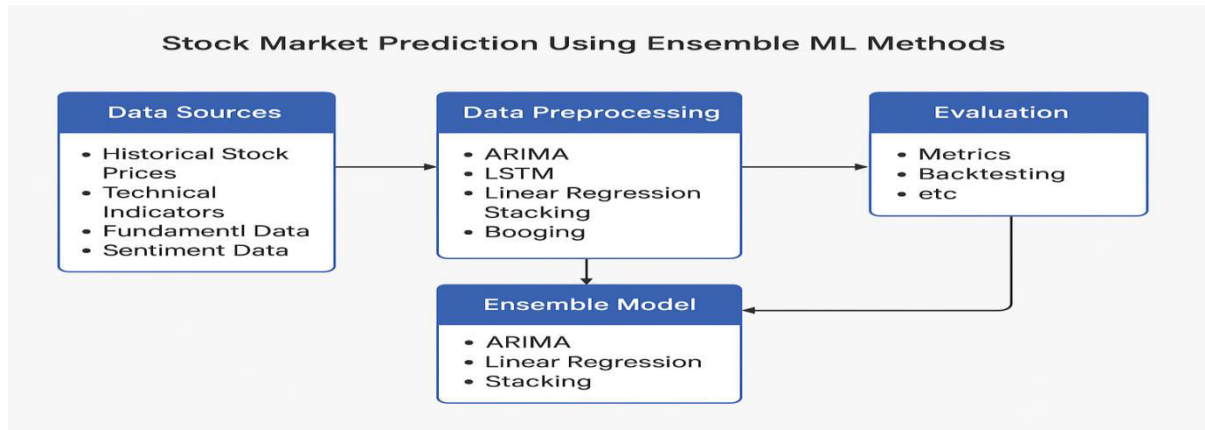 Stock Market Prediction Using Ensemble ML Methods
Data Sources
• Historical Stock
Prices
• Technical
Indicators
• Fundamentl Data
• Sentiment Data
Data Preprocessing
• ARIMA
• LSTM
• Linear Regression
Stacking
• Booging
Evaluation
• Metrics
• Backtesting
• etc
Ensemble Model
• ARIMA
• Linear Regression
• Stacking